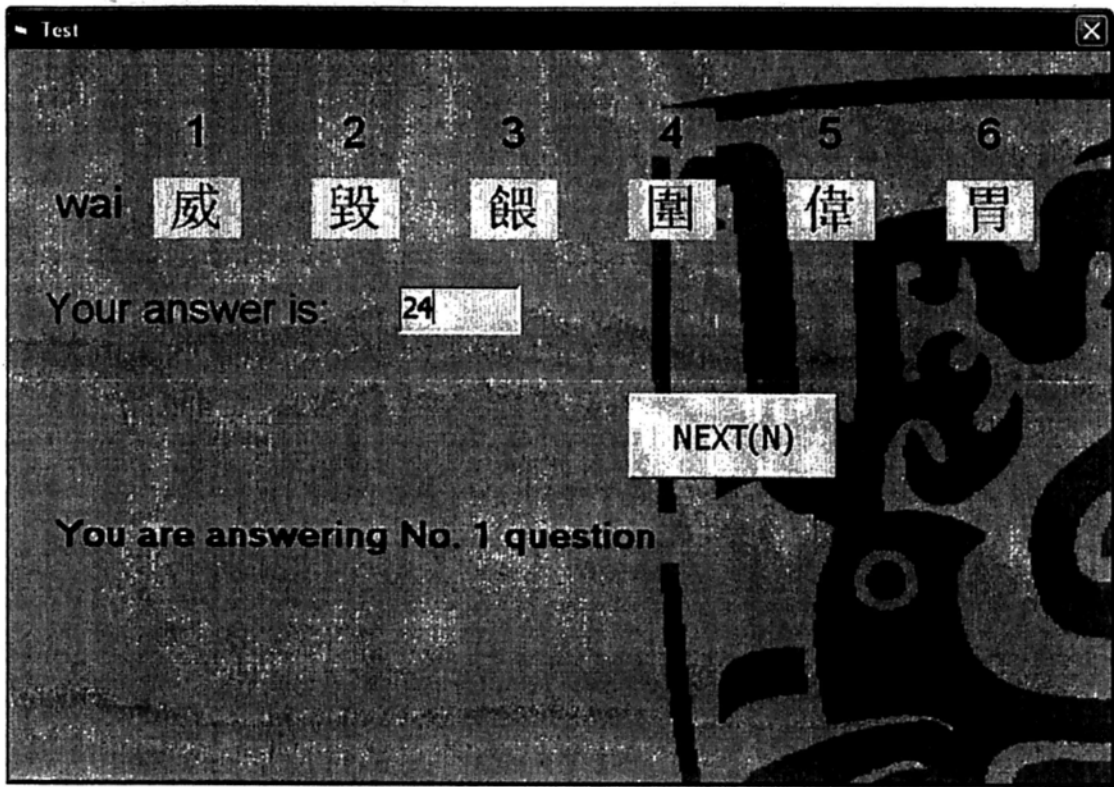 Test
1 2 3 4 5 6
wai 威 毀 餵 圍 偉 胃
Your answer is: 24
NEXT(N)
You are answering No. 1 question